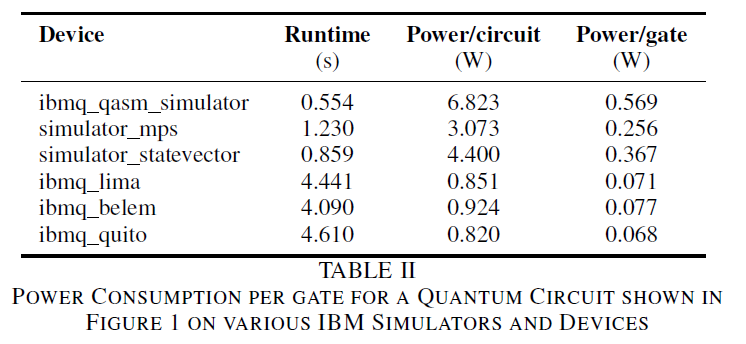 Device Runtime Power/circuit Power/gate
(s) (W) (W)
ibmq_qasm_simulator 0.554 6.823 0.569
simulator_mps 1.230 3.073 0.256
simulator_statevector 0.859 4.400 0.367
ibmq_lima 4.441 0.851 0.071
ibmq_belem 4.090 0.924 0.077
ibmq_quito 4.610 0.820 0.068
TABLE II
POWER CONSUMPTION PER GATE FOR A QUANTUM CIRCUIT SHOWN IN
FIGURE 1 ON VARIOUS IBM SIMULATORS AND DEVICES